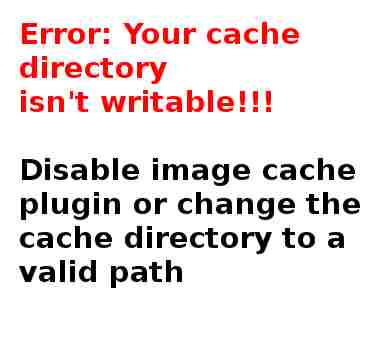 Error: Your cache
directory
isn't writable!!!
Disable image cache
plugin or change the
cache directory to a
valid path